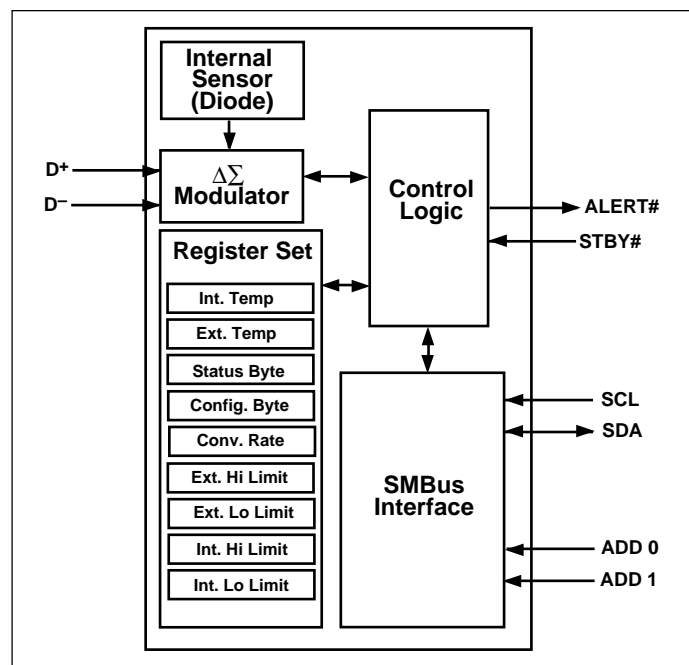 Internal
Sensor
(Diode)
D+
D–
ΔΣ
Modulator
Control
Logic
ALERT#
STBY#
Register Set
Int. Temp
Ext. Temp
Status Byte
Config. Byte
Conv. Rate
Ext. Hi Limit
Ext. Lo Limit
Int. Hi Limit
Int. Lo Limit
SMBus
Interface
SCL
SDA
ADD 0
ADD 1